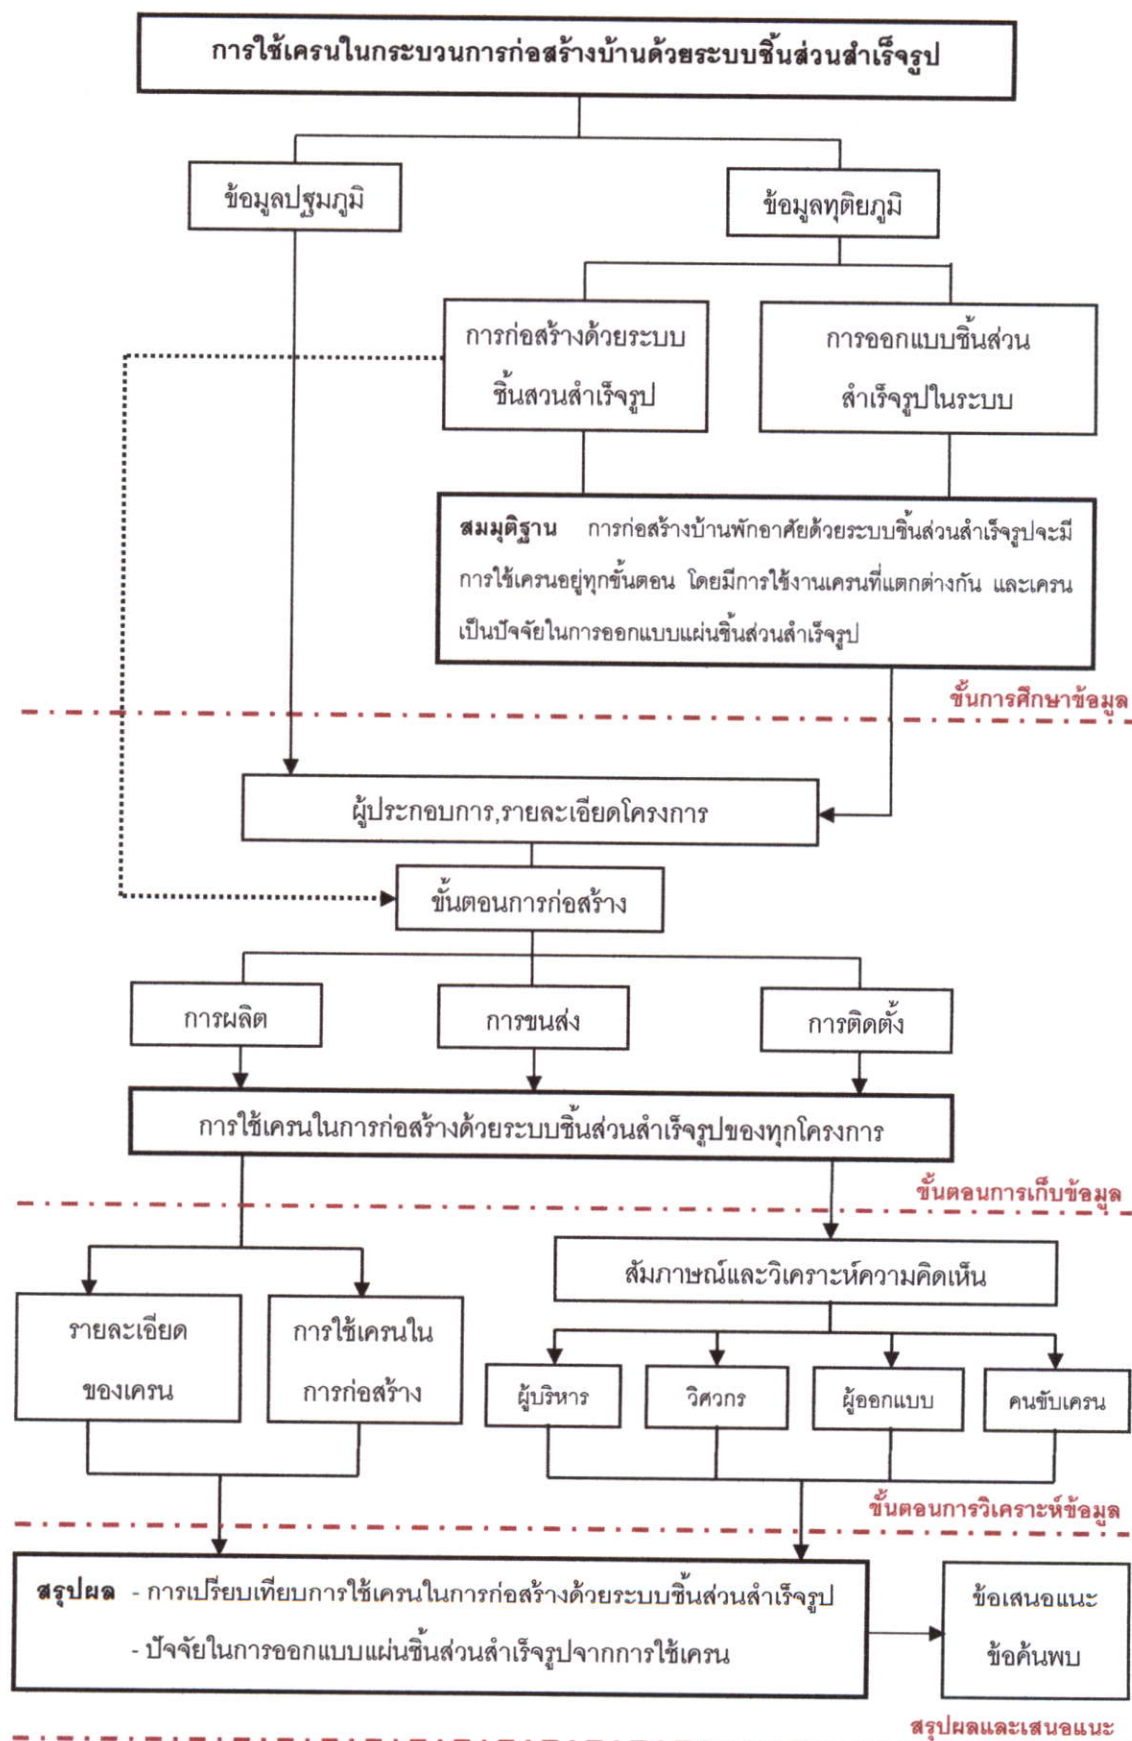 การใช้เครนในกระบวนการก่อสร้างบ้านด้วยระบบชิ้นส่วนสำเร็จรูป
ข้อมูลปฐมภูมิ
ข้อมูลทุติยภูมิ
การก่อสร้างด้วยระบบ
ชิ้นสวนสำเร็จรูป
การออกแบบชิ้นส่วน
สำเร็จรูปในระบบ
สมมุติฐาน การก่อสร้างบ้านพักอาศัยด้วยระบบชิ้นส่วนสำเร็จรูปจะมี
การใช้เครนอยู่ทุกขั้นตอน โดยมีการใช้งานเครนที่แตกต่างกัน และเครน
เป็นปัจจัยในการออกแบบแผ่นชิ้นส่วนสำเร็จรูป
ขั้นการศึกษาข้อมูล
ผู้ประกอบการ,รายละเอียดโครงการ
ขั้นตอนการก่อสร้าง
การผลิต
การขนส่ง
การติดตั้ง
การใช้เครนในการก่อสร้างด้วยระบบชิ้นส่วนสำเร็จรูปของทุกโครงการ
ขั้นตอนการเก็บข้อมูล
สัมภาษณ์และวิเคราะห์ความคิดเห็น
รายละเอียด
ของเครน
การใช้เครนใน
การก่อสร้าง
ผู้บริหาร
วิศวกร
ผู้ออกแบบ
คนขับเครน
ขั้นตอนการวิเคราะห์ข้อมูล
สรุปผล - การเปรียบเทียบการใช้เครนในการก่อสร้างด้วยระบบชิ้นส่วนสำเร็จรูป
- ปัจจัยในการออกแบบแผ่นชิ้นส่วนสำเร็จรูปจากการใช้เครน
ข้อเสนอแนะ
ข้อค้นพบ
สรุปผลและเสนอแนะ